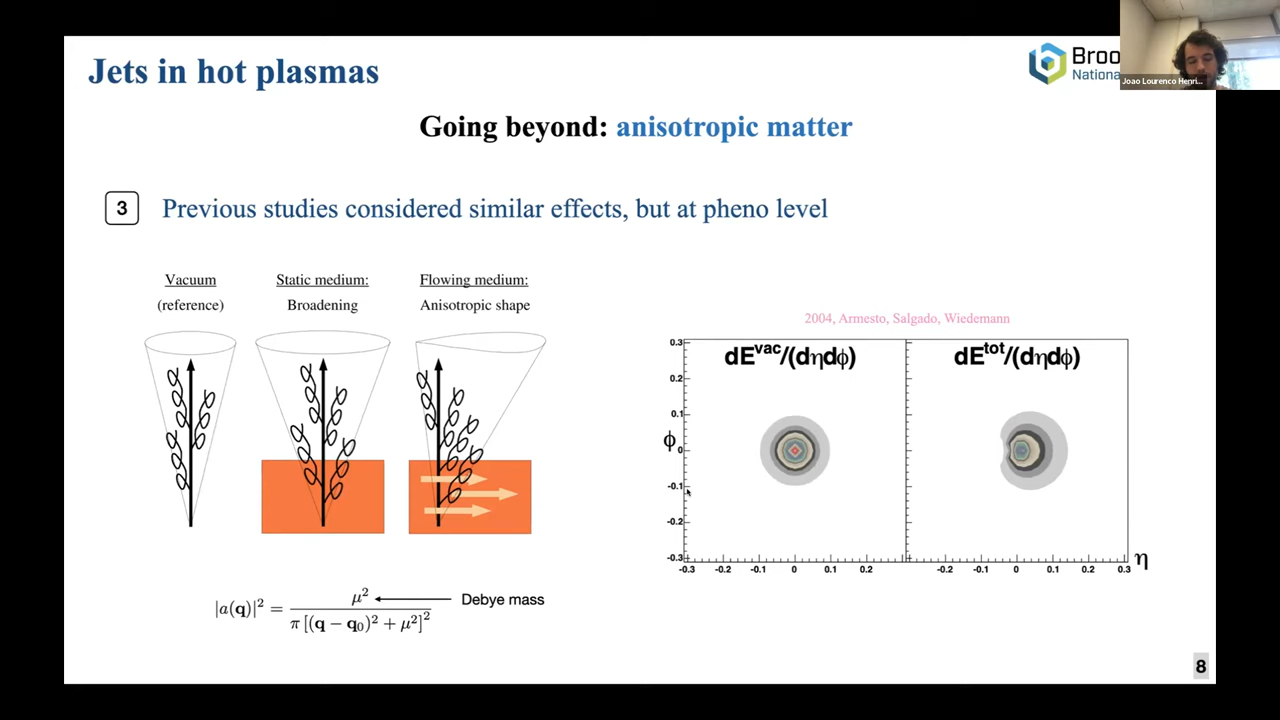 Jets in hot plasmas
Broo
National
Joao Lourenco Henri...
Going beyond: anisotropic matter
3
Previous studies considered similar effects, but at pheno level
Vacuum
(reference)
Static medium:
Broadening
Flowing medium:
Anisotropic shape
2004, Armesto, Salgado, Wiedemann
dE^vac/(dηdϕ)
dE^tot/(dηdϕ)
0.3
0.2
0.1
ϕ
0
-0.1
-0.2
-0.3
-0.3 -0.2 -0.1 0 0.1 0.2
-0.2 -0.1 0 0.1 0.2 0.3
η
|a(q)|² = μ² / π [(q − q₀)² + μ²]²
Debye mass
8